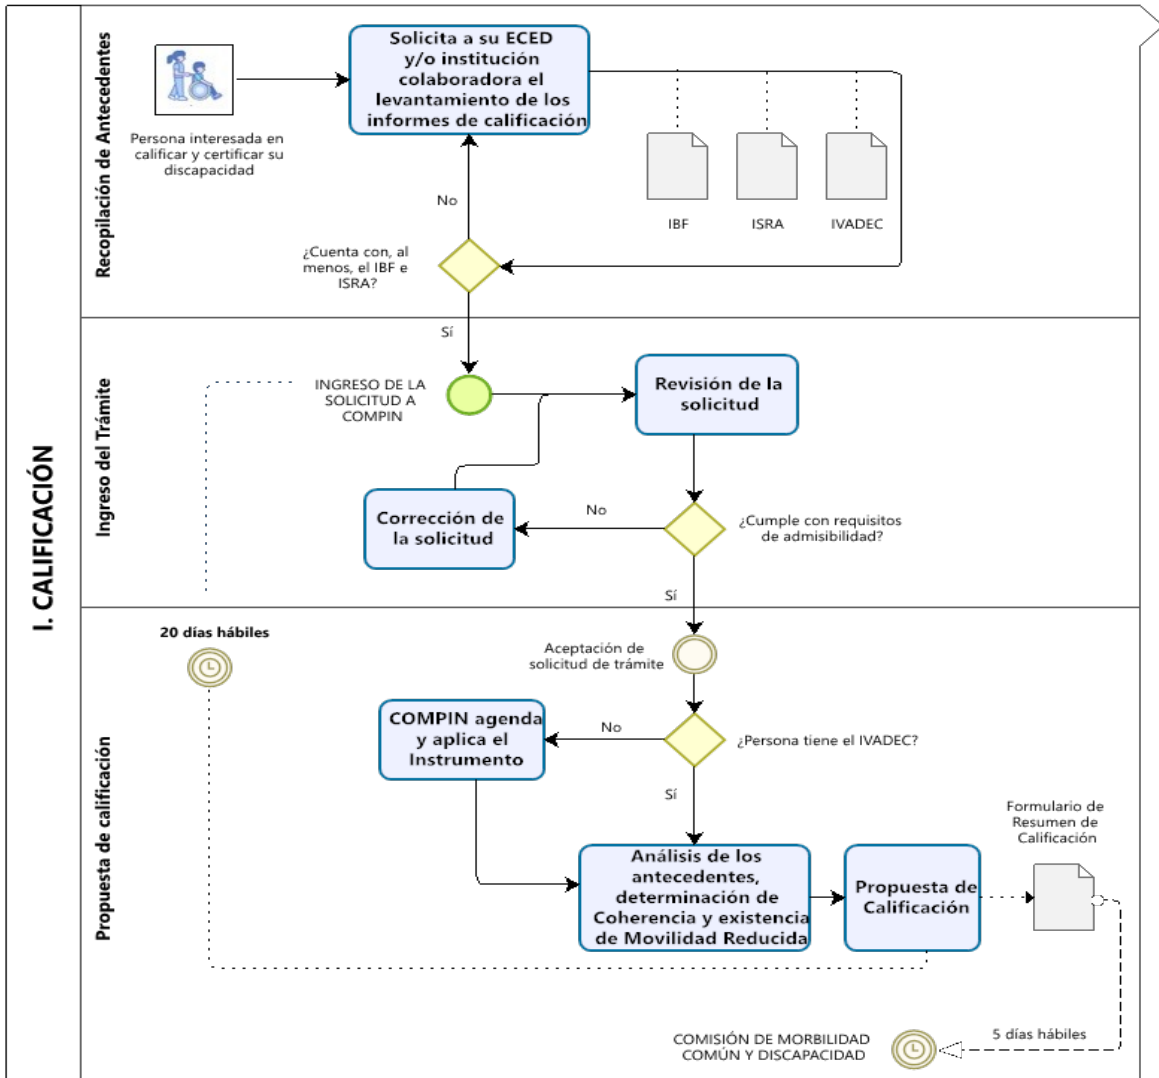 I. CALIFICACIÓN
Recopilación de Antecedentes
Solicita a su ECED
y/o institución
colaboradora el
levantamiento de los
informes de calificación
Persona interesada en
calificar y certificar su
discapacidad
IBF
ISRA
IVADEC
No
¿Cuenta con, al
menos, el IBF e
ISRA?
Sí
Ingreso del Trámite
INGRESO DE LA
SOLICITUD A
COMPIN
Revisión de la
solicitud
Corrección de
la solicitud
No
¿Cumple con requisitos
de admisibilidad?
Sí
Propuesta de calificación
20 días hábiles
Aceptación de
solicitud de trámite
COMPIN agenda
y aplica el
Instrumento
No
¿Persona tiene el IVADEC?
Sí
Análisis de los
antecedentes,
determinación de
Coherencia y existencia
de Movilidad Reducida
Propuesta de
Calificación
Formulario de
Resumen de
Calificación
COMISIÓN DE MORBILIDAD
COMÚN Y DISCAPACIDAD
5 días hábiles